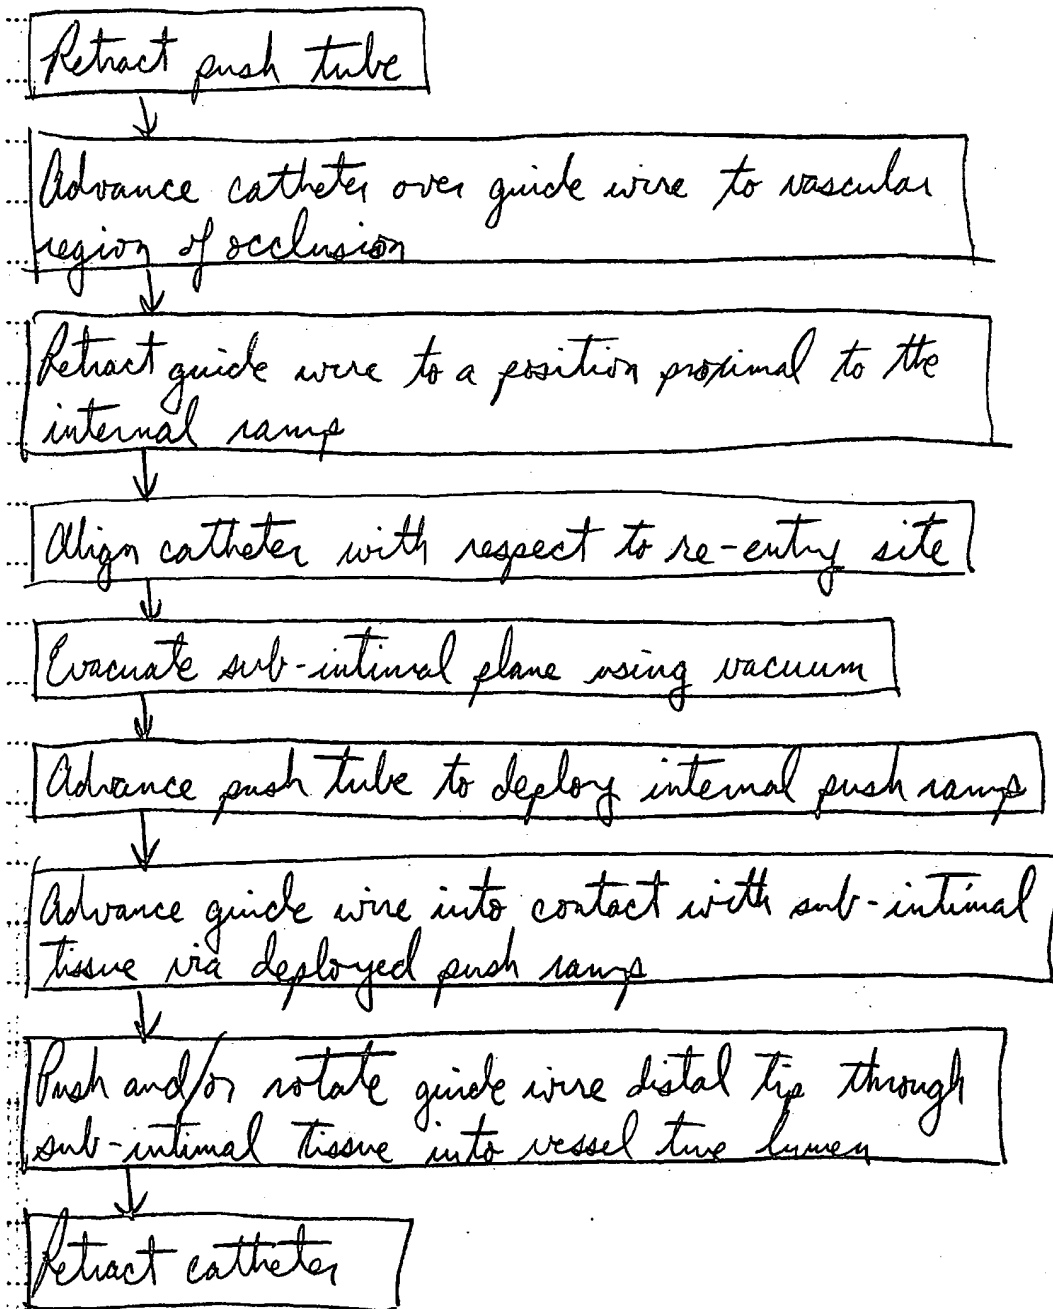 Retract push tube
Advance catheter over guide wire to vascular
region of occlusion
Retract guide wire to a position proximal to the
internal ramp
Align catheter with respect to re-entry site
Evacuate sub-intimal plane using vacuum
Advance push tube to deploy internal push ramp
Advance guide wire into contact with sub-intimal
tissue via deployed push ramp
Push and/or rotate guide wire distal tip through
sub-intimal tissue into vessel true lumen
Retract catheter